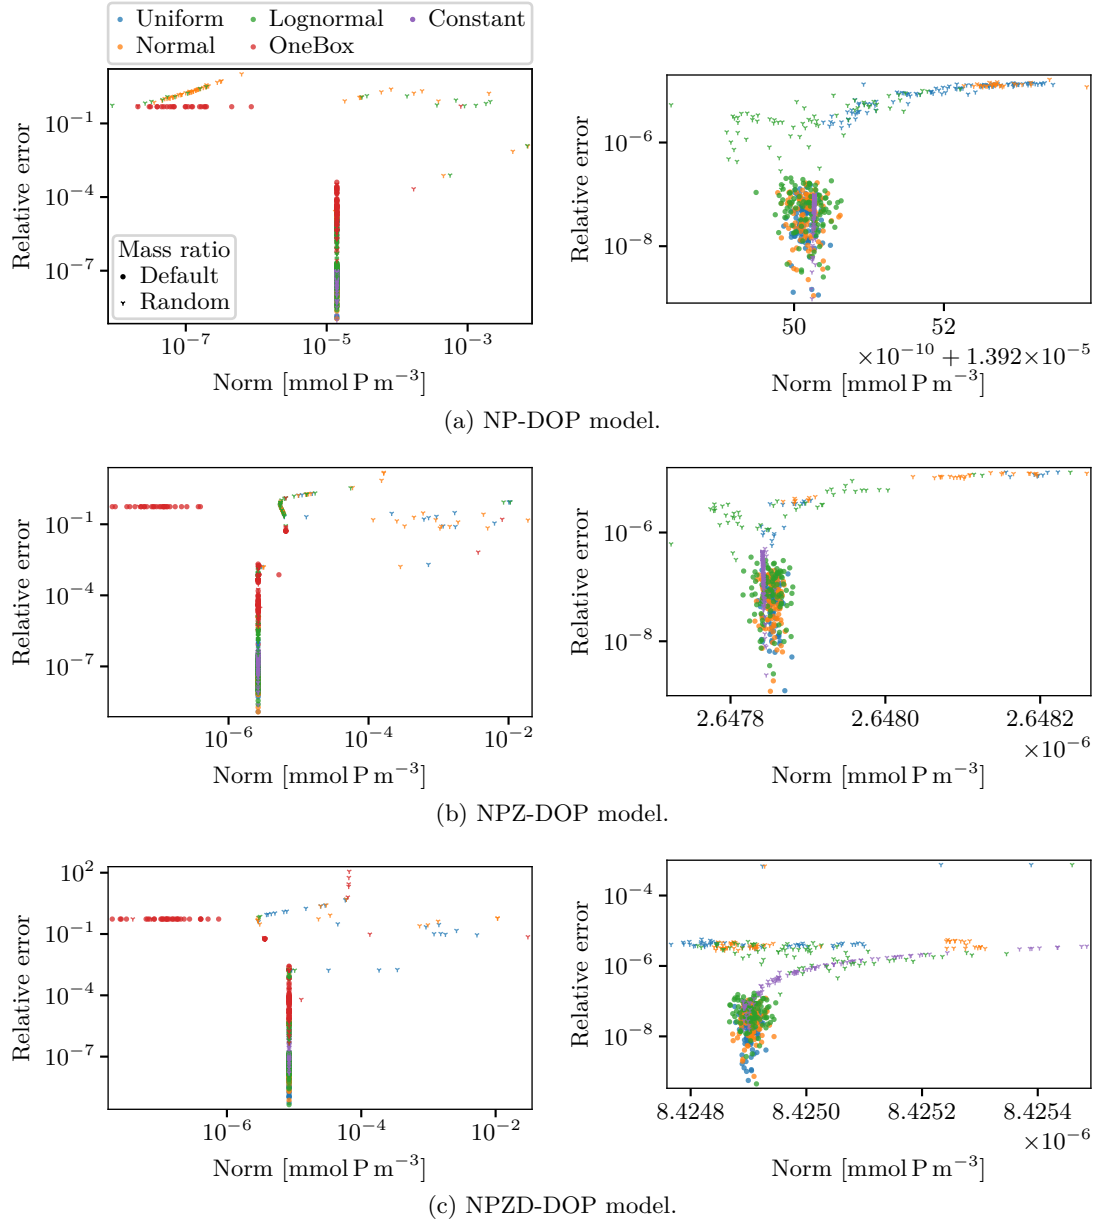 Uniform
Lognormal
Constant
Normal
OneBox
10⁻¹
10⁻⁴
10⁻⁷
Relative error
Mass ratio
Default
Random
10⁻⁷
10⁻⁵
10⁻³
Norm [mmol P m⁻³]
10⁻⁶
10⁻⁸
Relative error
50
52
×10⁻¹⁰ + 1.392×10⁻⁵
Norm [mmol P m⁻³]
(a) NP-DOP model.
10⁻¹
10⁻⁴
10⁻⁷
Relative error
10⁻⁶
10⁻⁴
10⁻²
Norm [mmol P m⁻³]
10⁻⁶
10⁻⁸
Relative error
2.6478
2.6480
2.6482
×10⁻⁶
Norm [mmol P m⁻³]
(b) NPZ-DOP model.
10²
10⁻¹
10⁻⁴
10⁻⁷
Relative error
10⁻⁶
10⁻⁴
10⁻²
Norm [mmol P m⁻³]
10⁻⁴
10⁻⁶
10⁻⁸
Relative error
8.4248
8.4250
8.4252
8.4254
×10⁻⁶
Norm [mmol P m⁻³]
(c) NPZD-DOP model.